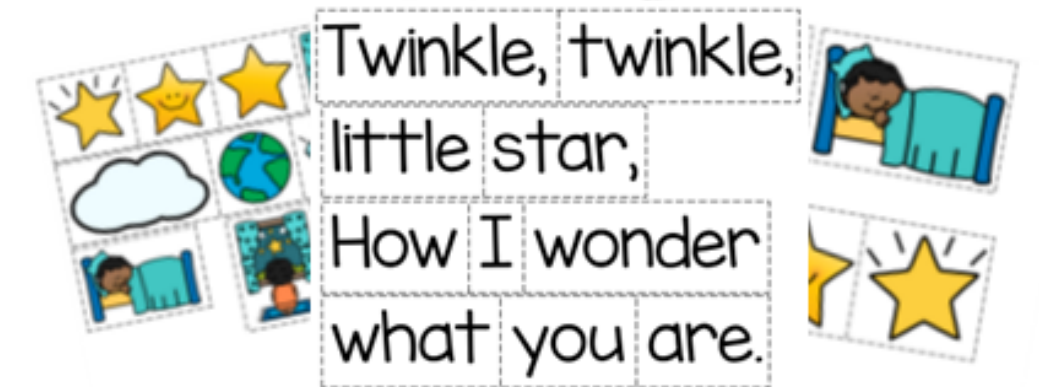 Twinkle, twinkle,
little star,
How I wonder
what you are.